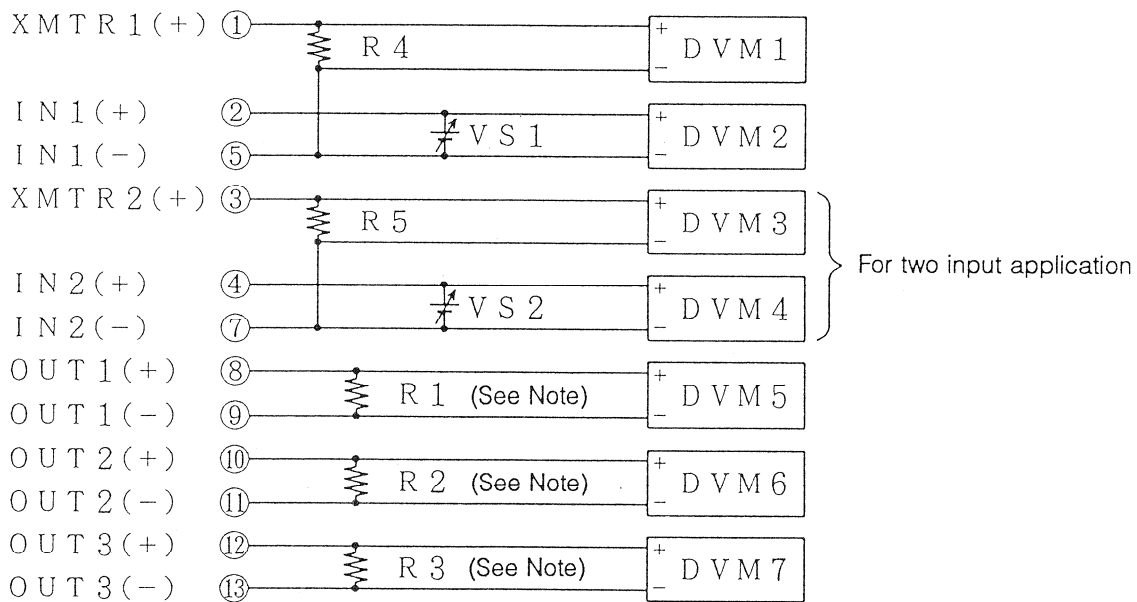 XMTR1(+) ① R4 + − DVM1
IN1(+) ② VS1 + DVM2
IN1(−) ⑤ −
XMTR2(+) ③ R5 + − DVM3
For two input application
IN2(+) ④ VS2 + DVM4
IN2(−) ⑦ −
OUT1(+) ⑧ R1 (See Note) + DVM5
OUT1(−) ⑨ −
OUT2(+) ⑩ R2 (See Note) + DVM6
OUT2(−) ⑪ −
OUT3(+) ⑫ R3 (See Note) + DVM7
OUT3(−) ⑬ −